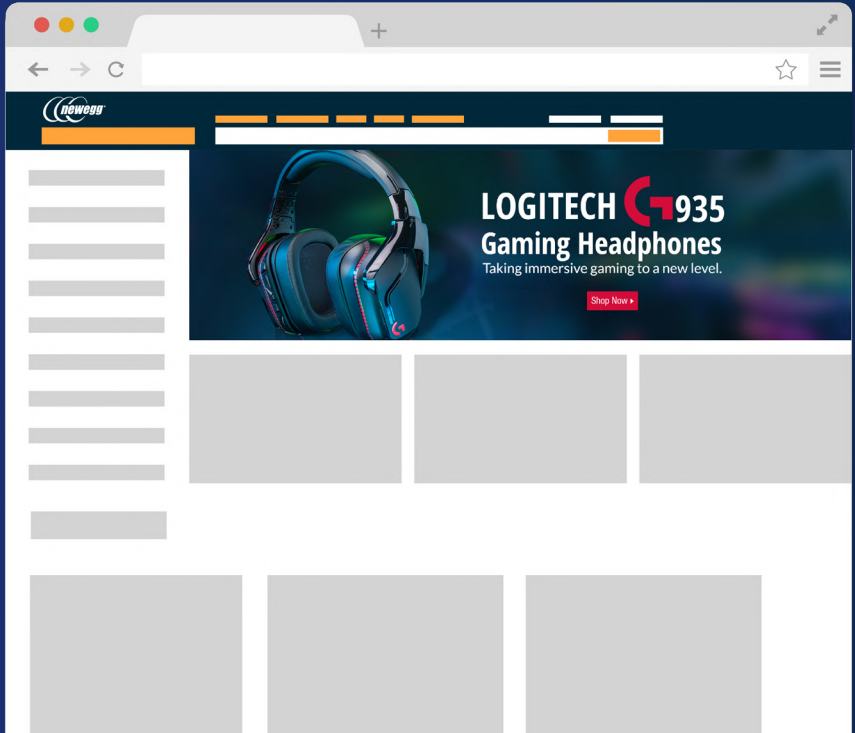 newegg
LOGITECH G935
Gaming Headphones
Taking immersive gaming to a new level.
Shop Now